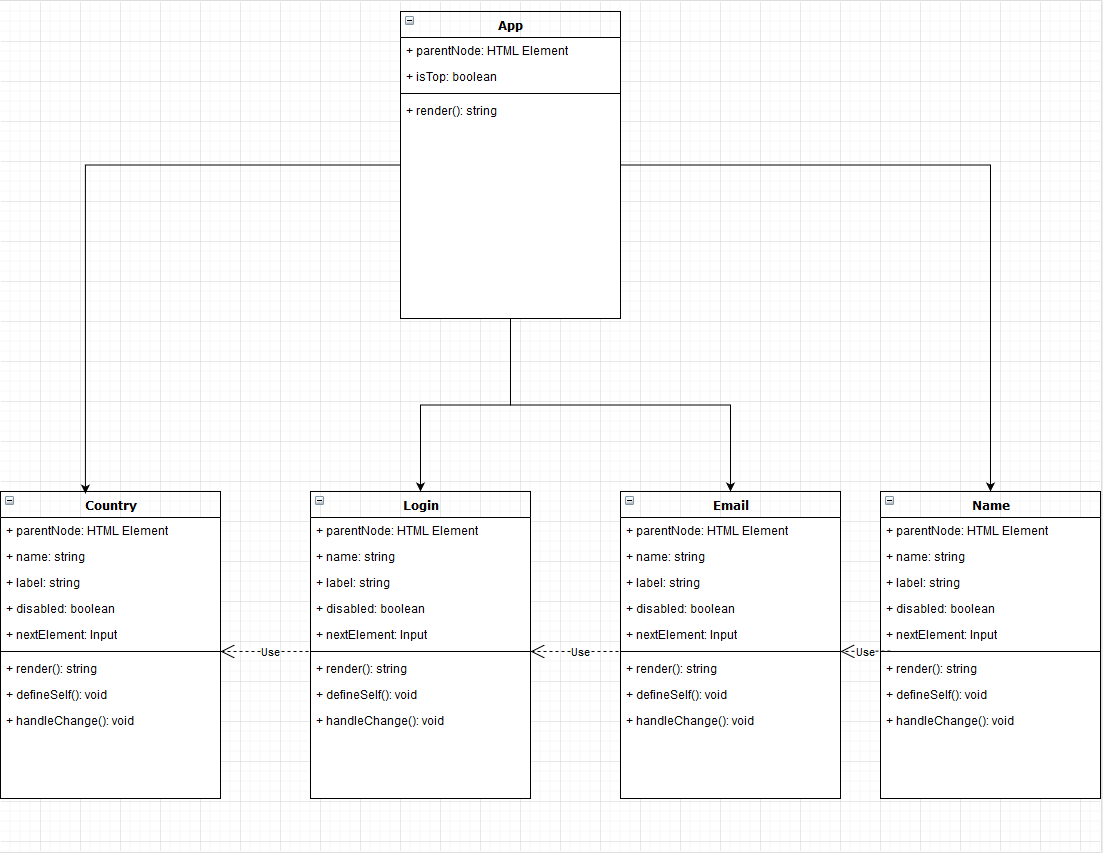 App
+ parentNode: HTML Element
+ isTop: boolean
+ render(): string
Country
+ parentNode: HTML Element
+ name: string
+ label: string
+ disabled: boolean
+ nextElement: Input
+ render(): string
+ defineSelf(): void
+ handleChange(): void
Use
Login
+ parentNode: HTML Element
+ name: string
+ label: string
+ disabled: boolean
+ nextElement: Input
+ render(): string
+ defineSelf(): void
+ handleChange(): void
Use
Email
+ parentNode: HTML Element
+ name: string
+ label: string
+ disabled: boolean
+ nextElement: Input
+ render(): string
+ defineSelf(): void
+ handleChange(): void
Use
Name
+ parentNode: HTML Element
+ name: string
+ label: string
+ disabled: boolean
+ nextElement: Input
+ render(): string
+ defineSelf(): void
+ handleChange(): void